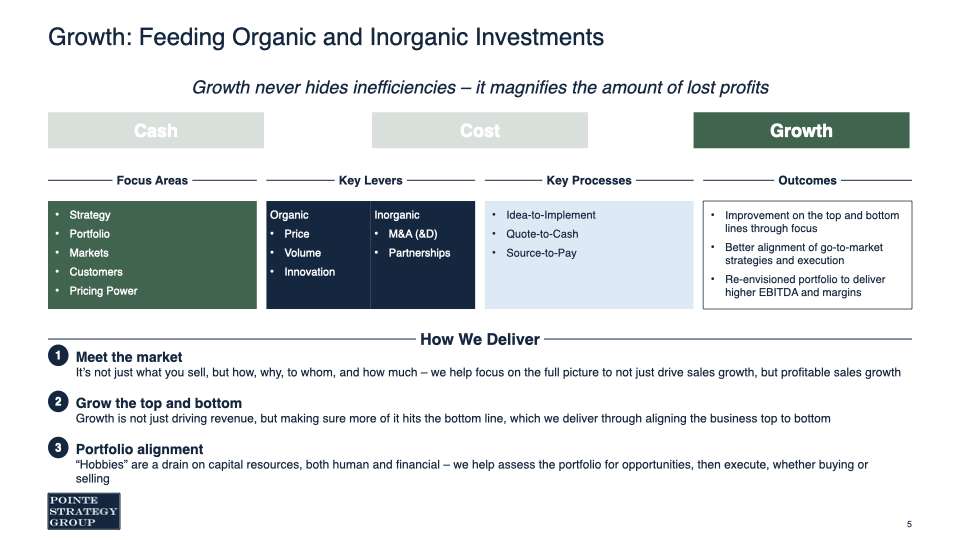 Growth: Feeding Organic and Inorganic Investments
Growth never hides inefficiencies – it magnifies the amount of lost profits
Cash
Cost
Growth
Focus Areas
Key Levers
Key Processes
Outcomes
• Strategy
• Portfolio
• Markets
• Customers
• Pricing Power
Organic
• Price
• Volume
• Innovation
Inorganic
• M&A (&D)
• Partnerships
• Idea-to-Implement
• Quote-to-Cash
• Source-to-Pay
• Improvement on the top and bottom
lines through focus
• Better alignment of go-to-market
strategies and execution
• Re-envisioned portfolio to deliver
higher EBITDA and margins
How We Deliver
1 Meet the market
It’s not just what you sell, but how, why, to whom, and how much – we help focus on the full picture to not just drive sales growth, but profitable sales growth
2 Grow the top and bottom
Growth is not just driving revenue, but making sure more of it hits the bottom line, which we deliver through aligning the business top to bottom
3 Portfolio alignment
“Hobbies” are a drain on capital resources, both human and financial – we help assess the portfolio for opportunities, then execute, whether buying or
selling
POINTE
STRATEGY
GROUP
5